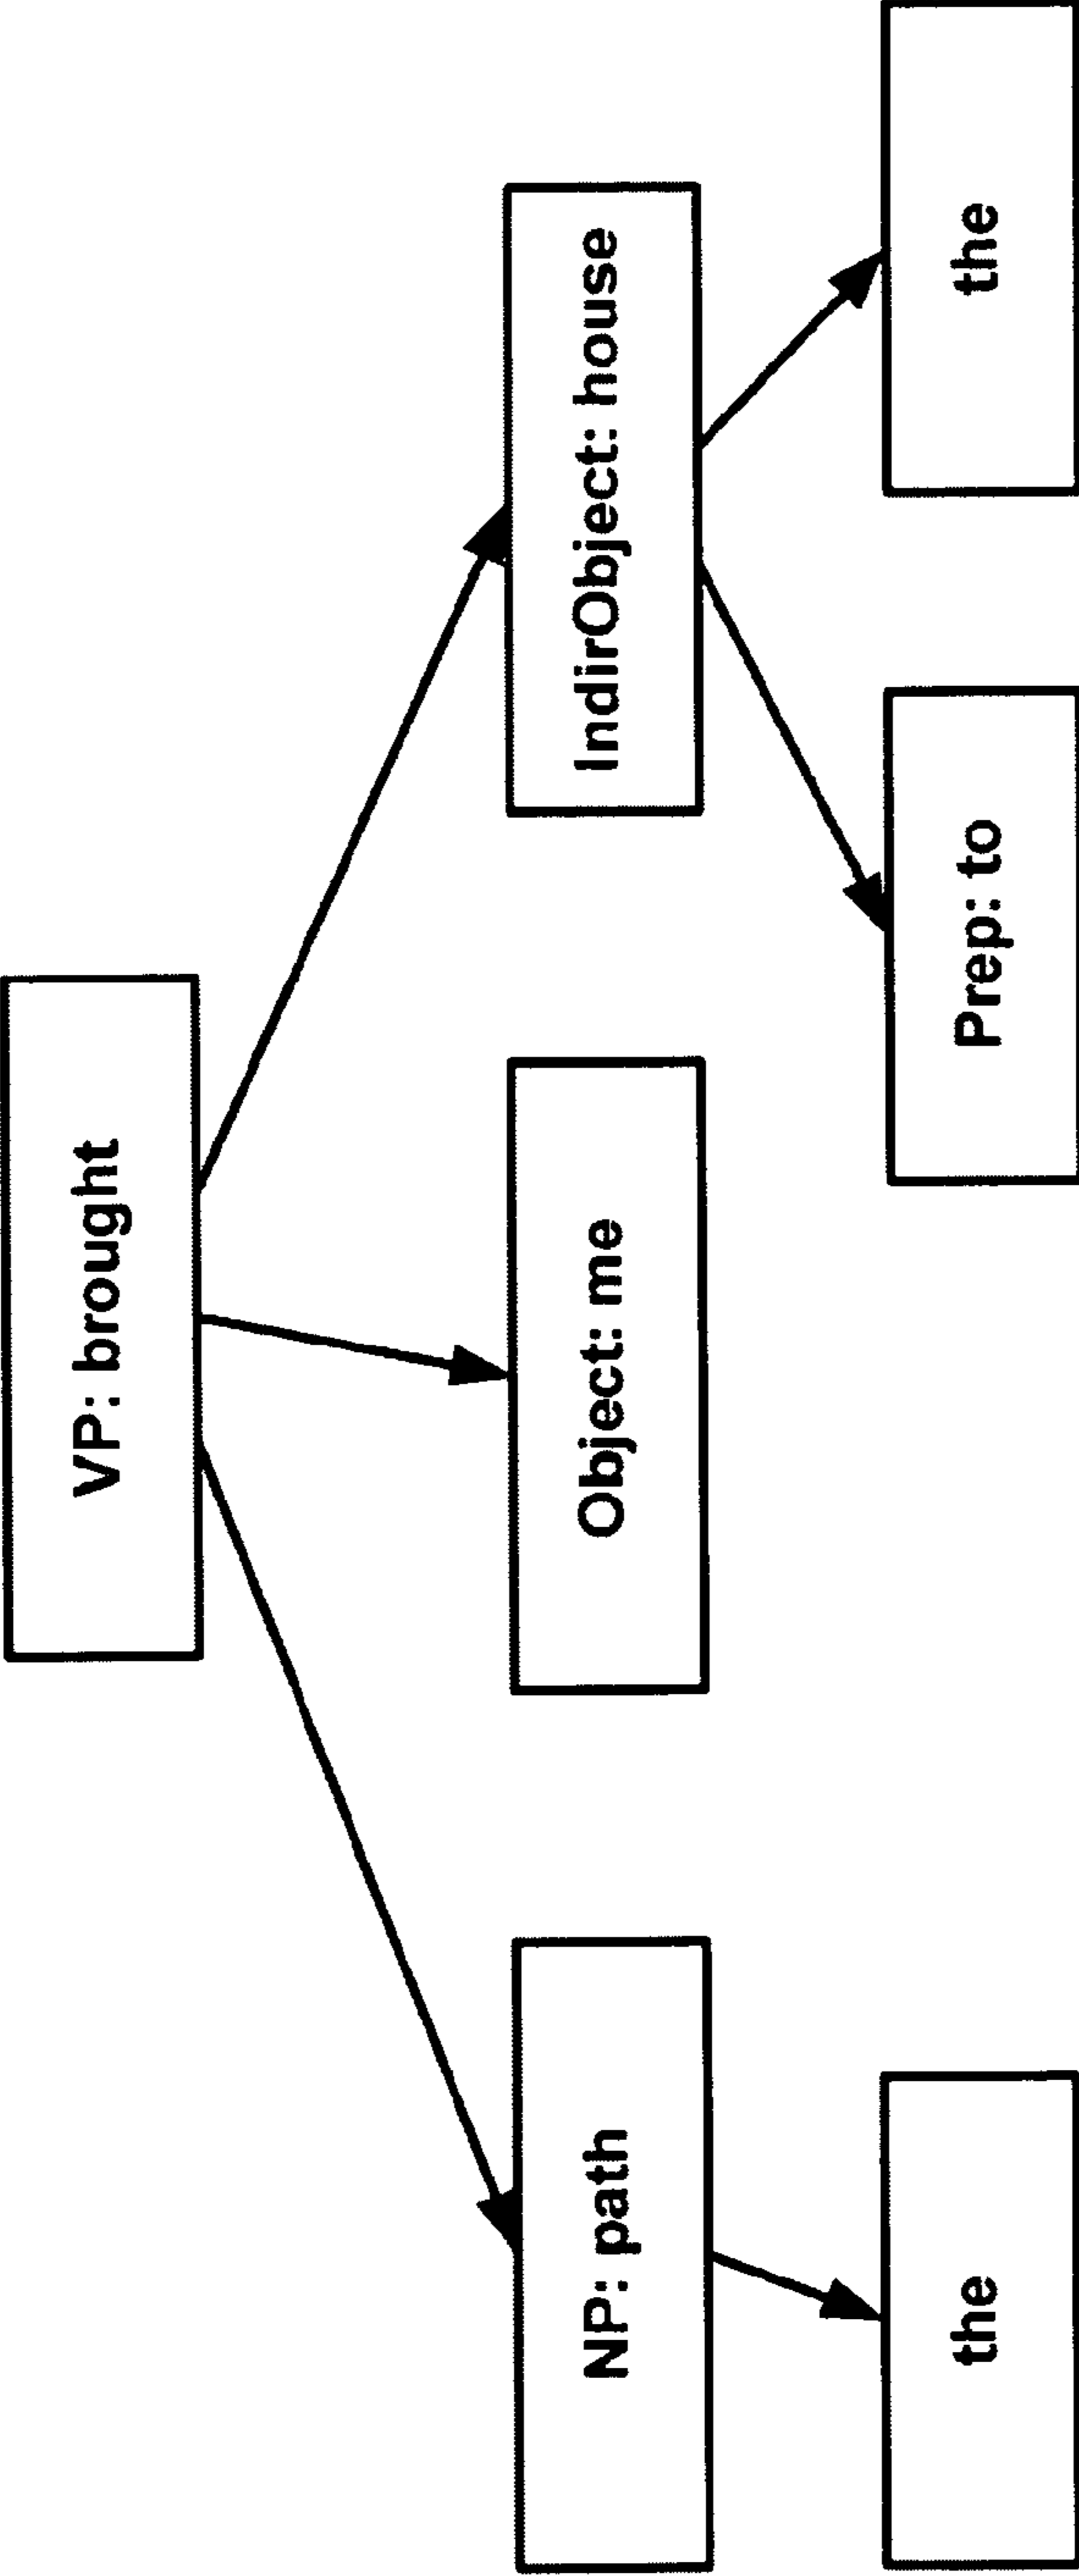 VP: brought
NP: path
Object: me
IndirObject: house
the
Prep: to
the